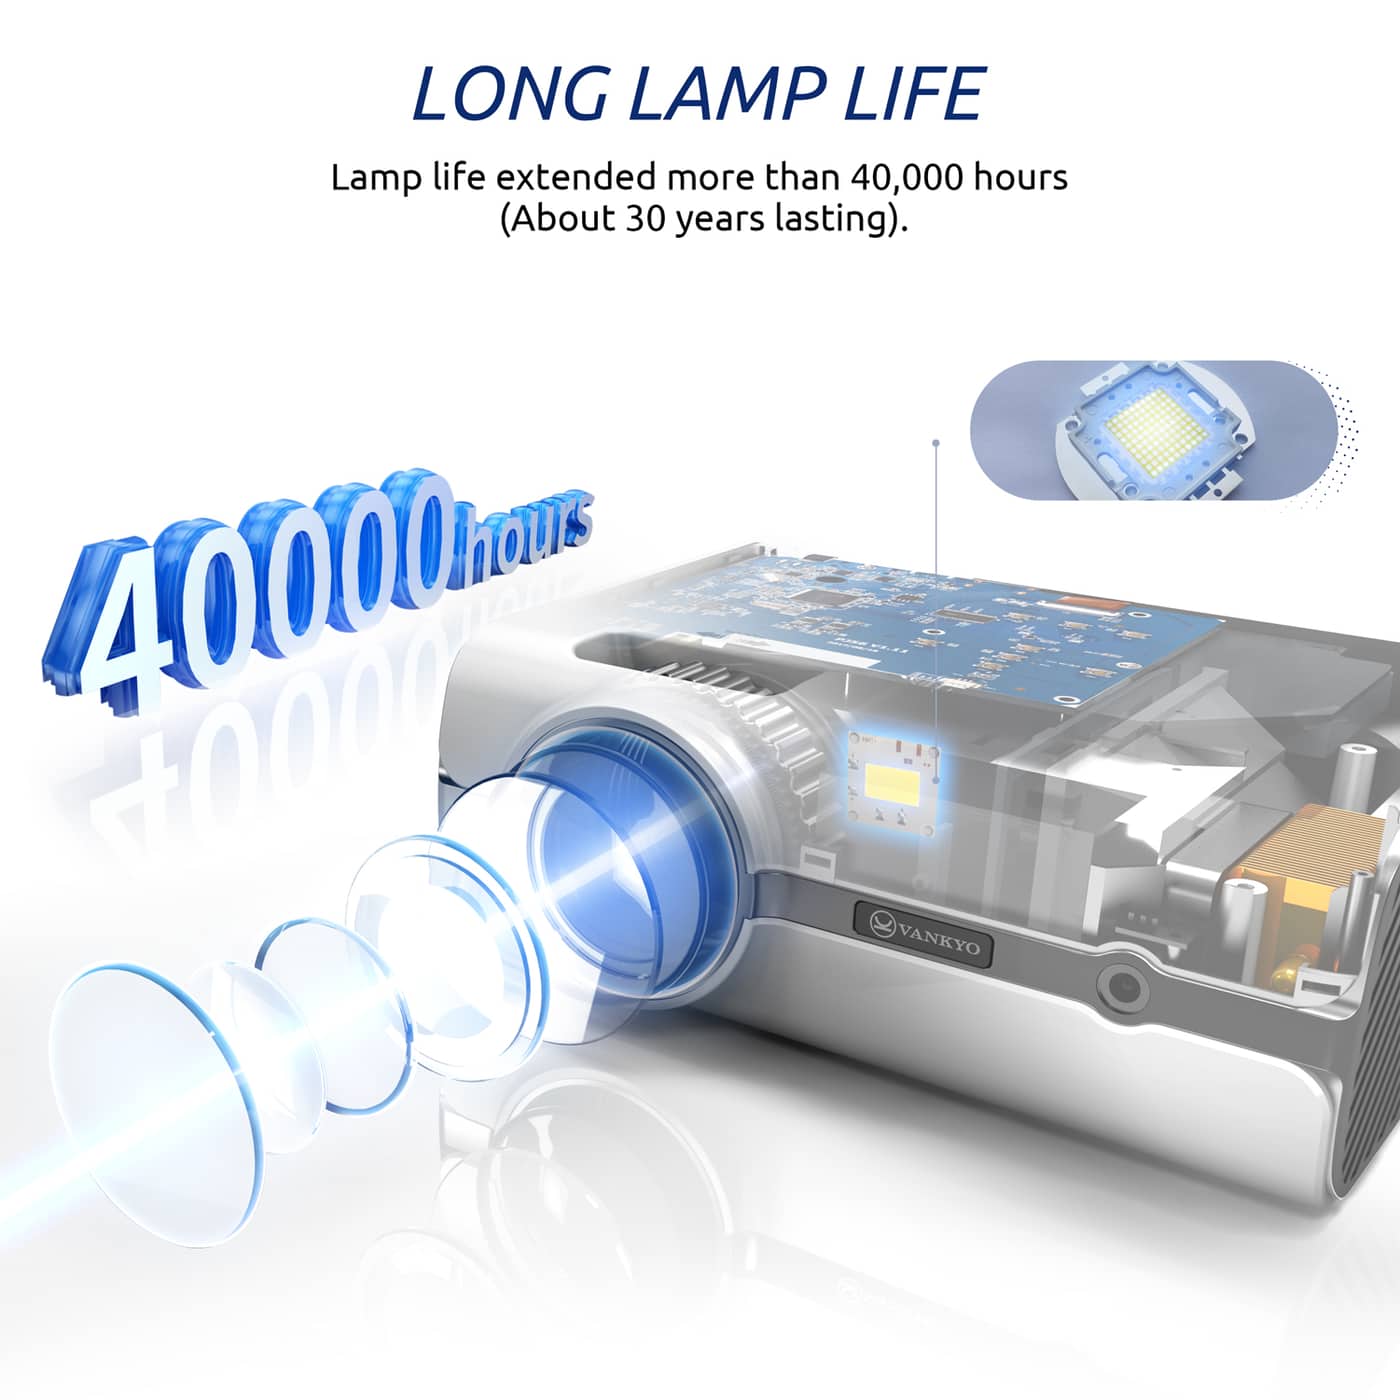 LONG LAMP LIFE
Lamp life extended more than 40,000 hours
(About 30 years lasting).
40000hours
VANKYO